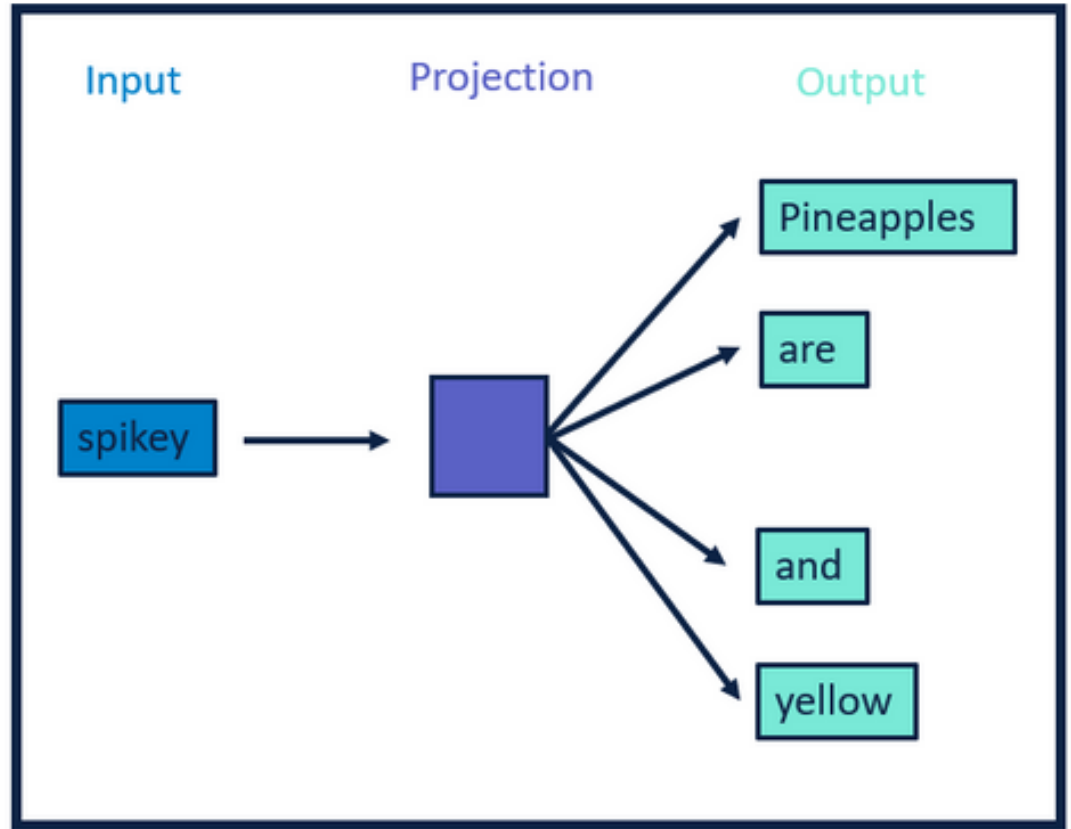 Input
Projection
Output
Pineapples
are
spikey
and
yellow